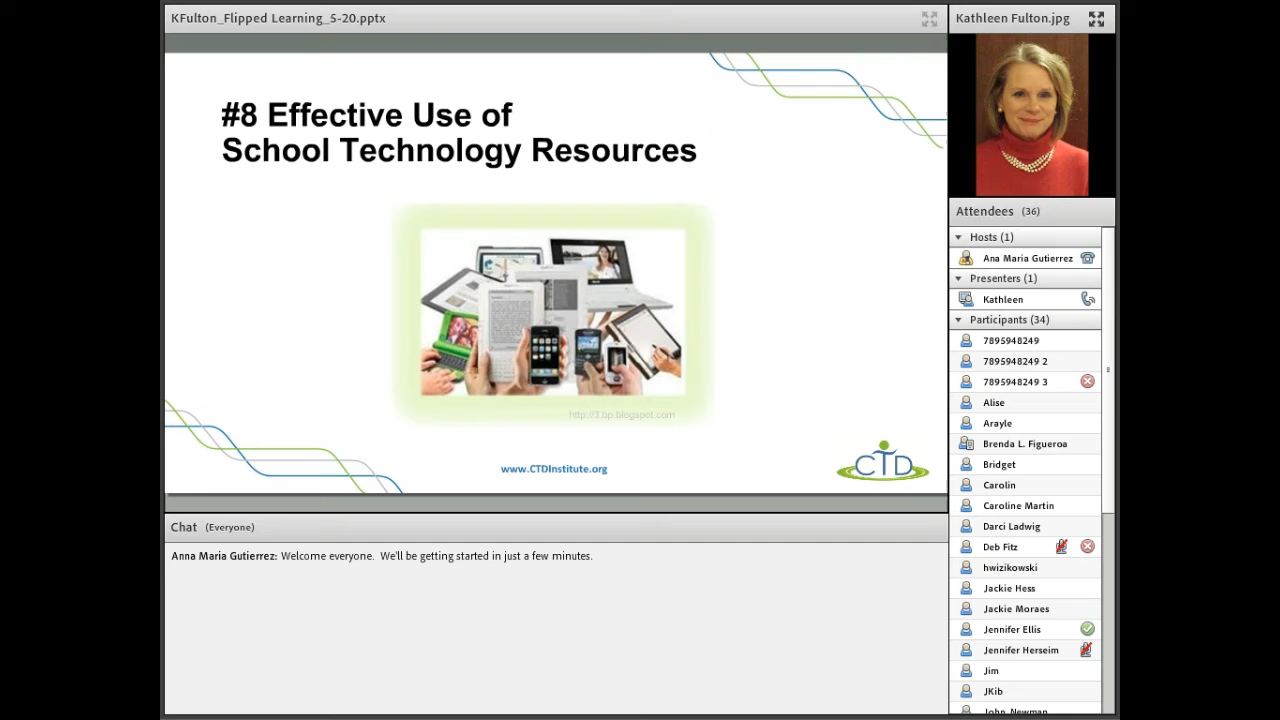 KFulton_Flipped Learning_5-20.pptx
#8 Effective Use of
School Technology Resources
http://3.bp.blogspot.com
www.CTDInstitute.org
CTD
Chat (Everyone)
Anna Maria Gutierrez: Welcome everyone. We'll be getting started in just a few minutes.
Kathleen Fulton.jpg
Attendees (36)
Hosts (1)
Ana Maria Gutierrez
Presenters (1)
Kathleen
Participants (34)
7895948249
7895948249 2
7895948249 3
Alise
Arayle
Brenda L. Figueroa
Bridget
Carolin
Caroline Martin
Darci Ladwig
Deb Fitz
hwizikowski
Jackie Hess
Jackie Moraes
Jennifer Ellis
Jennifer Herseim
Jim
JKib
John Newman